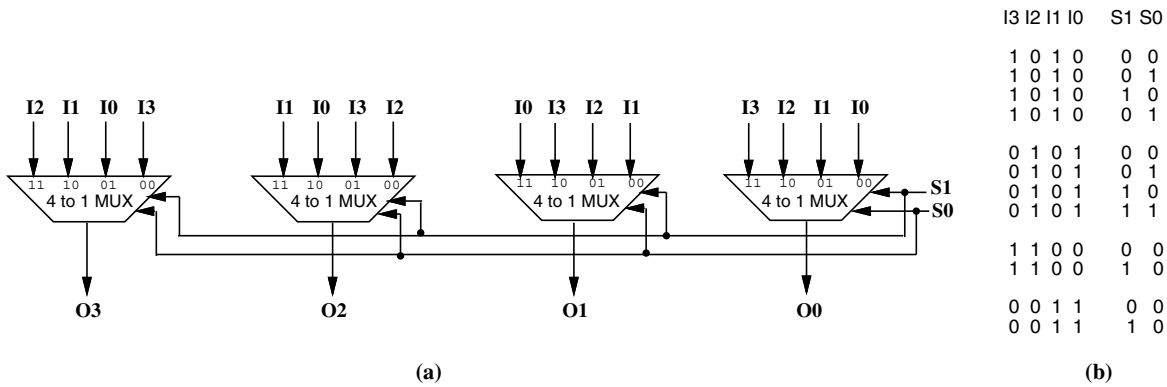 I3 I2 I1 I0 S1 S0
1 0 1 0 0 0
1 0 1 0 0 1
1 0 1 0 1 0
1 0 1 0 0 1
0 1 0 1 0 0
0 1 0 1 0 1
0 1 0 1 1 0
0 1 0 1 1 1
1 1 0 0 0 0
1 1 0 0 1 0
0 0 1 1 0 0
0 0 1 1 1 0
I2 I1 I0 I3 I1 I0 I3 I2 I0 I3 I2 I1 I3 I2 I1 I0
11 10 01 00 11 10 01 00 11 10 01 00 11 10 01 00
4 to 1 MUX 4 to 1 MUX 4 to 1 MUX 4 to 1 MUX
S1
S0
O3 O2 O1 O0
(a) (b)